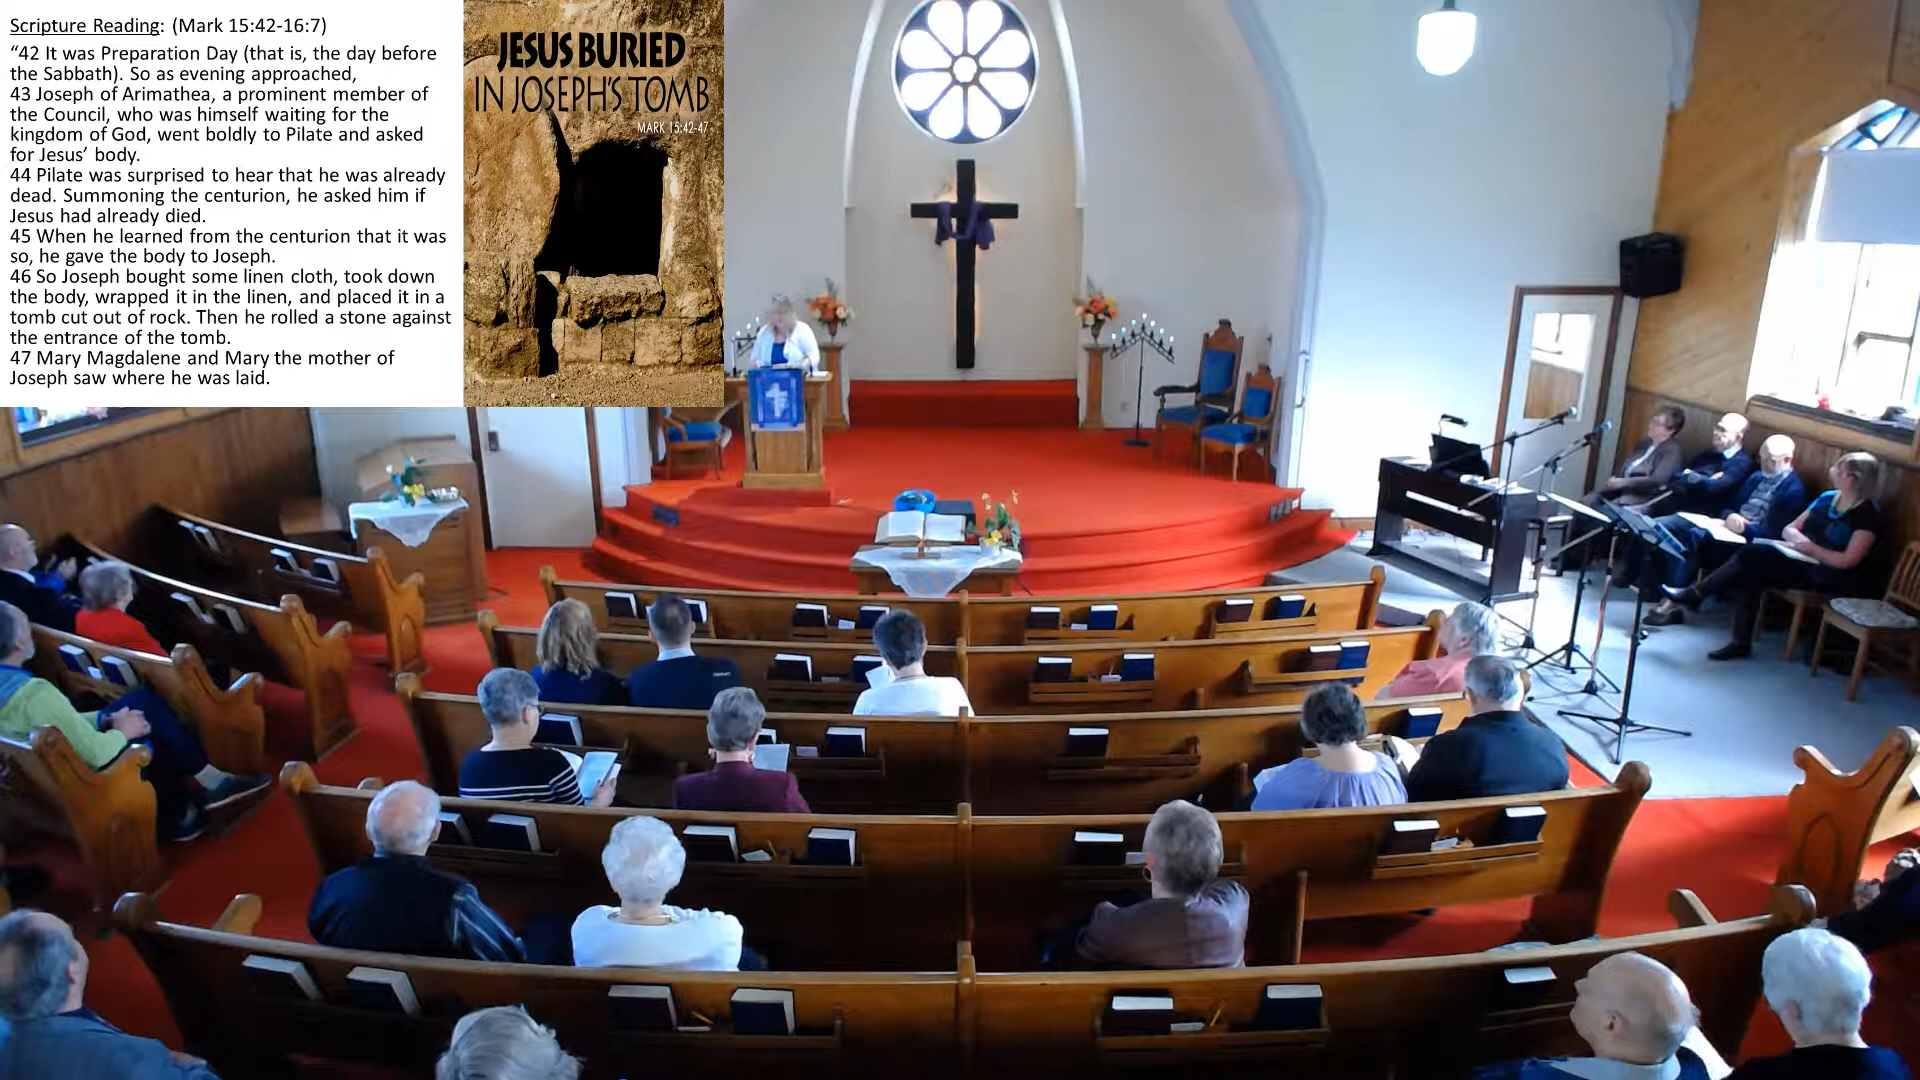 Scripture Reading: (Mark 15:42-16:7)
“42 It was Preparation Day (that is, the day before
the Sabbath). So as evening approached,
43 Joseph of Arimathea, a prominent member of
the Council, who was himself waiting for the
kingdom of God, went boldly to Pilate and asked
for Jesus’ body.
44 Pilate was surprised to hear that he was already
dead. Summoning the centurion, he asked him if
Jesus had already died.
45 When he learned from the centurion that it was
so, he gave the body to Joseph.
46 So Joseph bought some linen cloth, took down
the body, wrapped it in the linen, and placed it in a
tomb cut out of rock. Then he rolled a stone against
the entrance of the tomb.
47 Mary Magdalene and Mary the mother of
Joseph saw where he was laid.
JESUS BURIED
IN JOSEPH'S TOMB
MARK 15:42-47